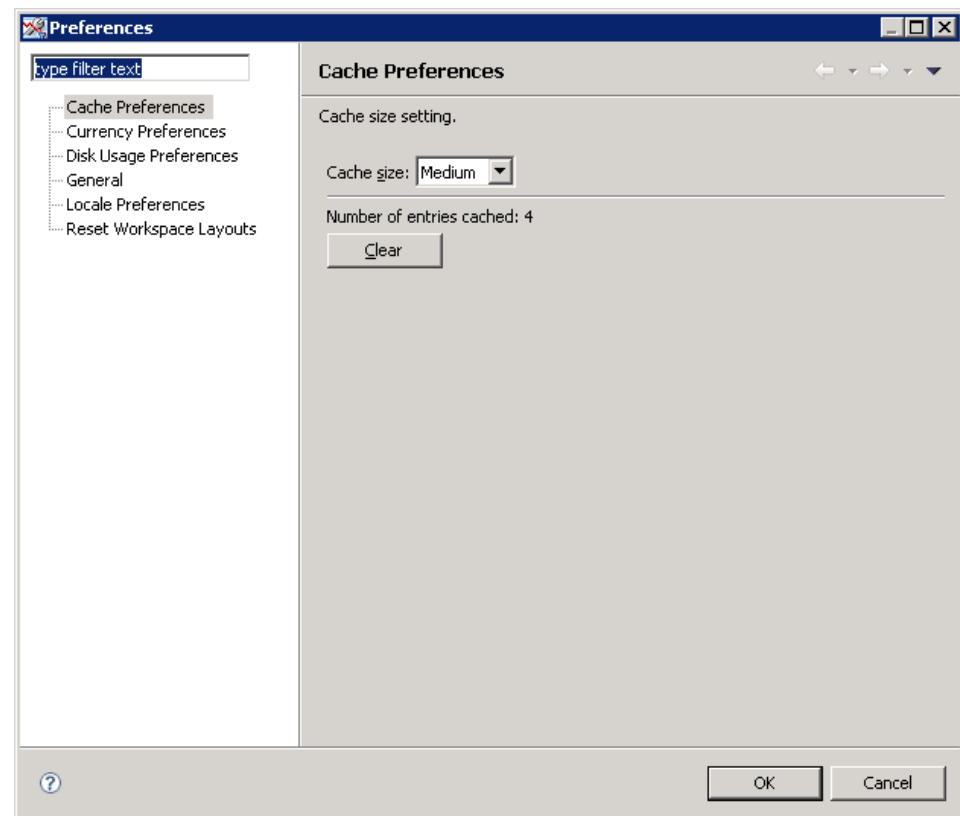 Preferences
type filter text
Cache Preferences
Currency Preferences
Disk Usage Preferences
General
Locale Preferences
Reset Workspace Layouts
Cache Preferences
Cache size setting.
Cache size: Medium
Number of entries cached: 4
Clear
?
OK Cancel